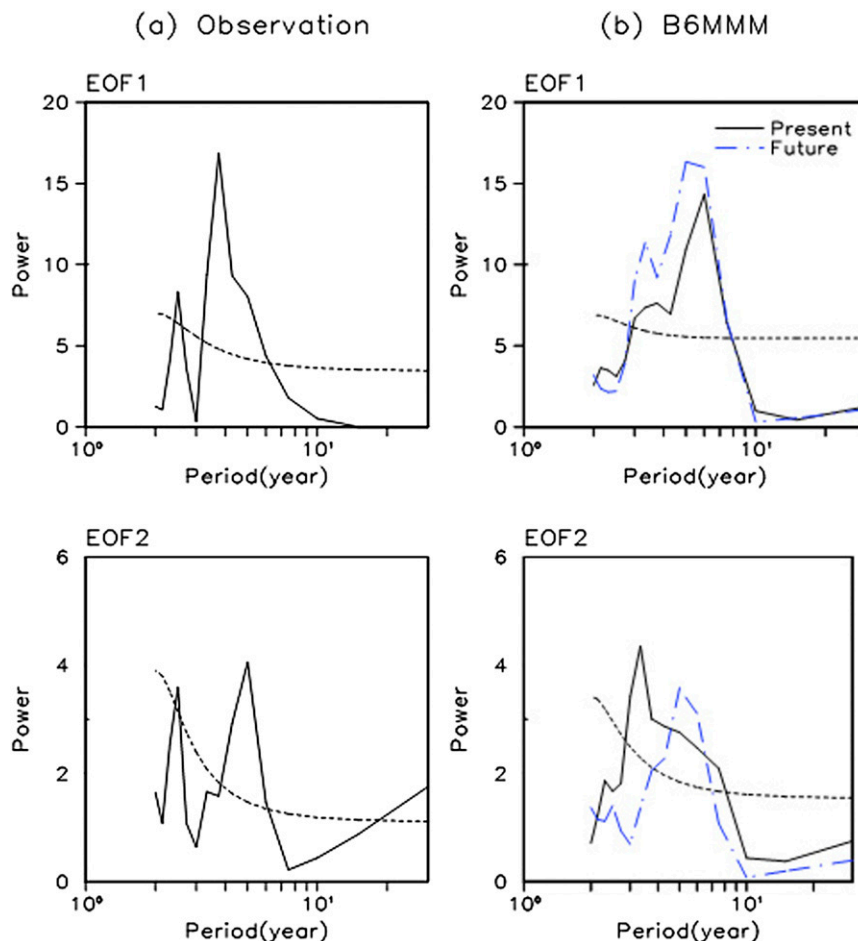 (a) Observation
(b) B6MMM
EOF1
20
15
10
5
0
Power
10⁰
10¹
Period(year)
EOF1
20
15
10
5
0
Power
Present
Future
10⁰
10¹
Period(year)
EOF2
6
4
2
0
Power
10⁰
10¹
Period(year)
EOF2
6
4
2
0
Power
10⁰
10¹
Period(year)